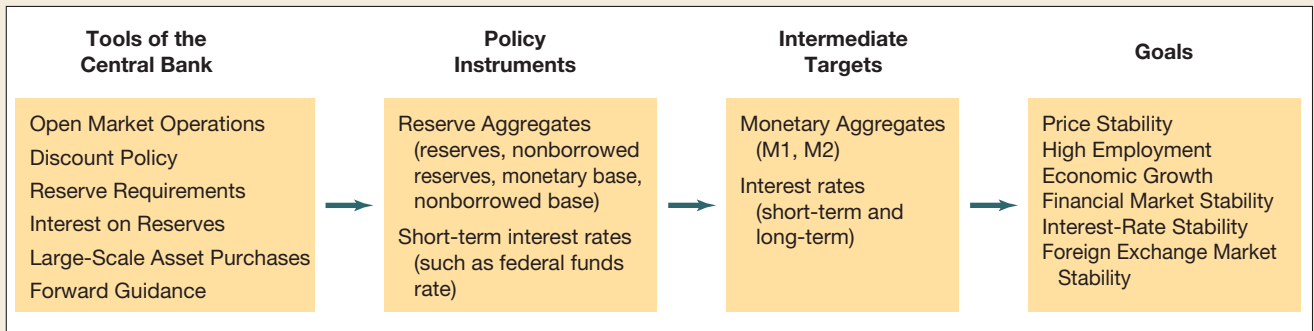 Tools of the
Central Bank
Open Market Operations
Discount Policy
Reserve Requirements
Interest on Reserves
Large-Scale Asset Purchases
Forward Guidance
Policy
Instruments
Reserve Aggregates
(reserves, nonborrowed
reserves, monetary base,
nonborrowed base)
Short-term interest rates
(such as federal funds
rate)
Intermediate
Targets
Monetary Aggregates
(M1, M2)
Interest rates
(short-term and
long-term)
Goals
Price Stability
High Employment
Economic Growth
Financial Market Stability
Interest-Rate Stability
Foreign Exchange Market
Stability